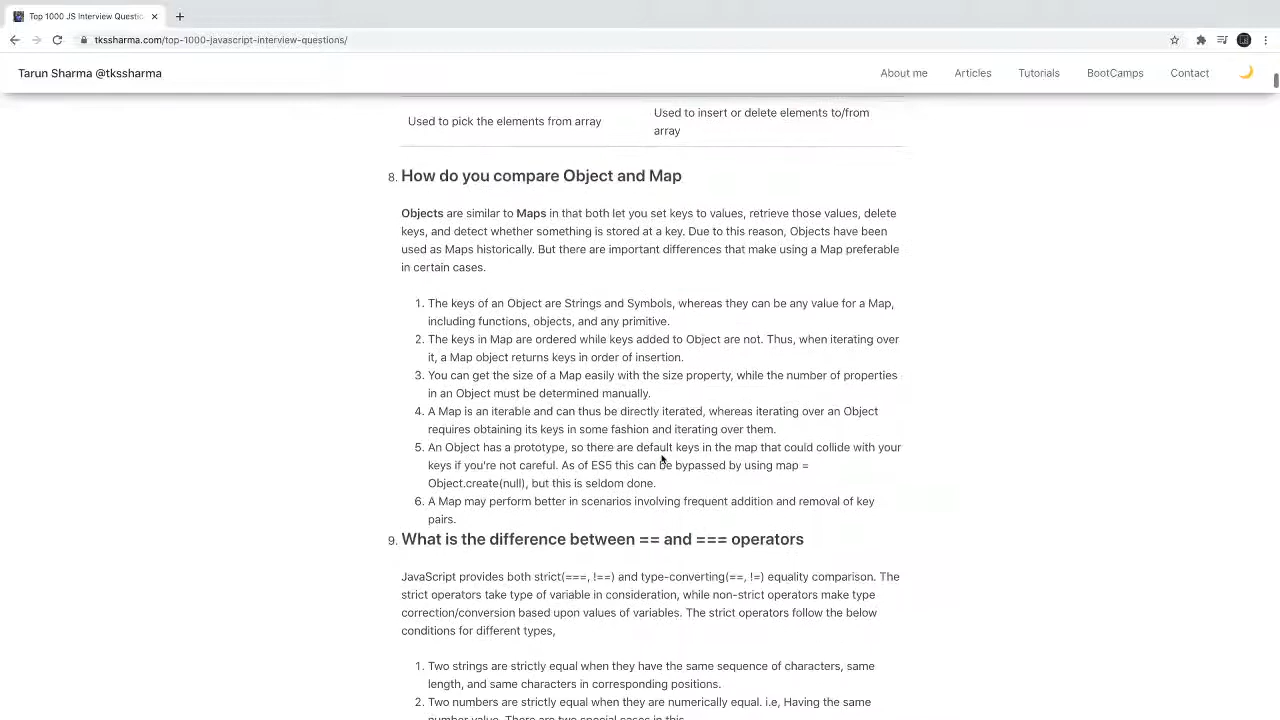 Top 1000 JS Interview Questi
tkssharma.com/top-1000-javascript-interview-questions/
Tarun Sharma @tkssharma
About me Articles Tutorials BootCamps Contact
Used to pick the elements from array
Used to insert or delete elements to/from
array
8. How do you compare Object and Map
Objects are similar to Maps in that both let you set keys to values, retrieve those values, delete
keys, and detect whether something is stored at a key. Due to this reason, Objects have been
used as Maps historically. But there are important differences that make using a Map preferable
in certain cases.
1. The keys of an Object are Strings and Symbols, whereas they can be any value for a Map,
including functions, objects, and any primitive.
2. The keys in Map are ordered while keys added to Object are not. Thus, when iterating over
it, a Map object returns keys in order of insertion.
3. You can get the size of a Map easily with the size property, while the number of properties
in an Object must be determined manually.
4. A Map is an iterable and can thus be directly iterated, whereas iterating over an Object
requires obtaining its keys in some fashion and iterating over them.
5. An Object has a prototype, so there are default keys in the map that could collide with your
keys if you're not careful. As of ES5 this can be bypassed by using map =
Object.create(null), but this is seldom done.
6. A Map may perform better in scenarios involving frequent addition and removal of key
pairs.
9. What is the difference between == and === operators
JavaScript provides both strict(===, !==) and type-converting(==, !=) equality comparison. The
strict operators take type of variable in consideration, while non-strict operators make type
correction/conversion based upon values of variables. The strict operators follow the below
conditions for different types,
1. Two strings are strictly equal when they have the same sequence of characters, same
length, and same characters in corresponding positions.
2. Two numbers are strictly equal when they are numerically equal. i.e, Having the same
number value. There are two special cases in this